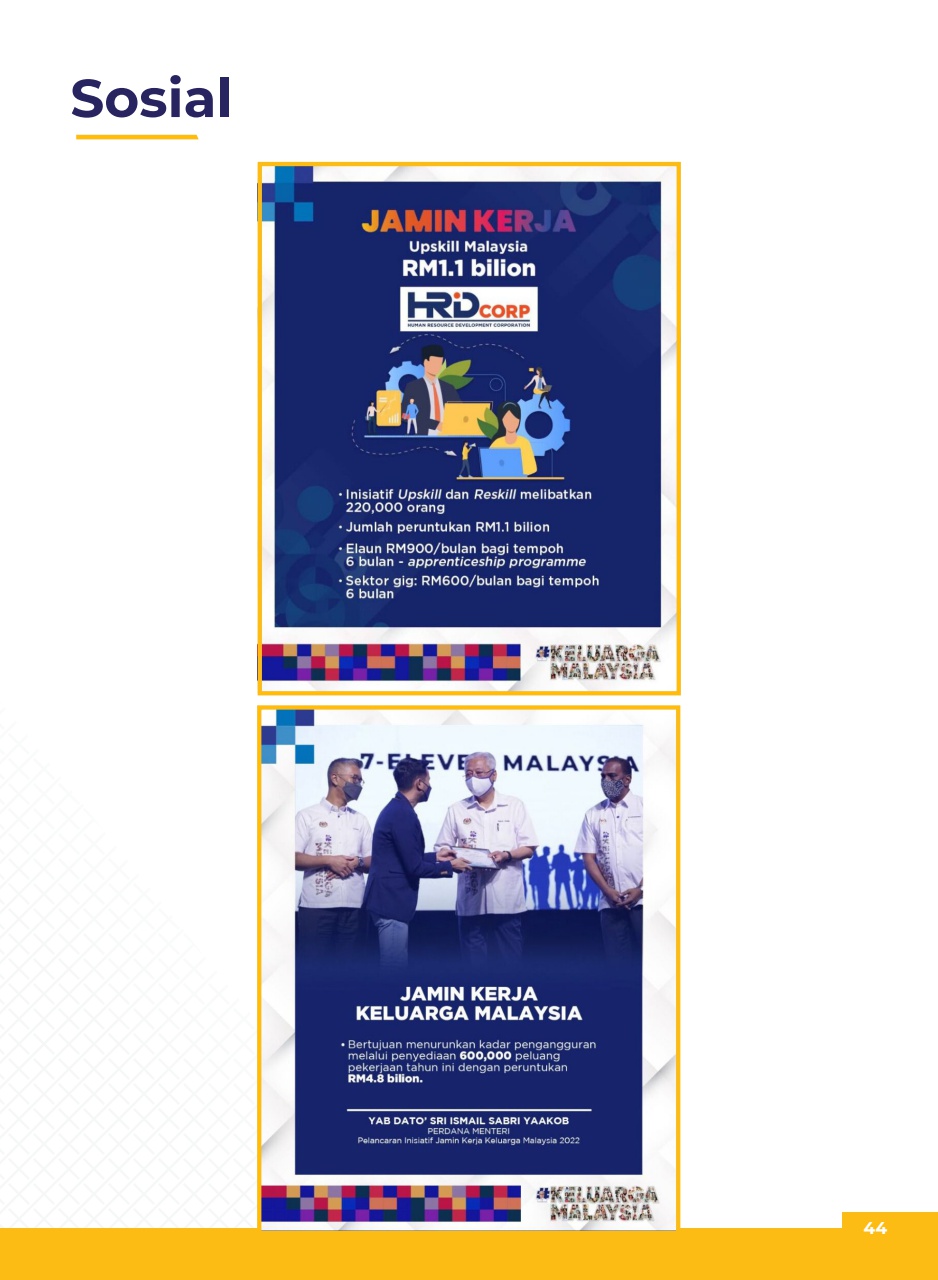 Sosial
JAMIN KERJA
Upskill Malaysia
RM1.1 bilion
HRD CORP
HUMAN RESOURCE DEVELOPMENT CORPORATION
• Inisiatif Upskill dan Reskill melibatkan
220,000 orang
• Jumlah peruntukan RM1.1 bilion
• Elaun RM900/bulan bagi tempoh
6 bulan - apprenticeship programme
• Sektor gig: RM600/bulan bagi tempoh
6 bulan
#KELUARGA
MALAYSIA
7-ELEVEN MALAYSIA
JAMIN KERJA
KELUARGA MALAYSIA
• Bertujuan menurunkan kadar pengangguran
melalui penyediaan 600,000 peluang
pekerjaan tahun ini dengan peruntukan
RM4.8 bilion.
YAB DATO' SRI ISMAIL SABRI YAAKOB
PERDANA MENTERI
Pelancaran Inisiatif Jamin Kerja Keluarga Malaysia 2022
#KELUARGA
MALAYSIA
44